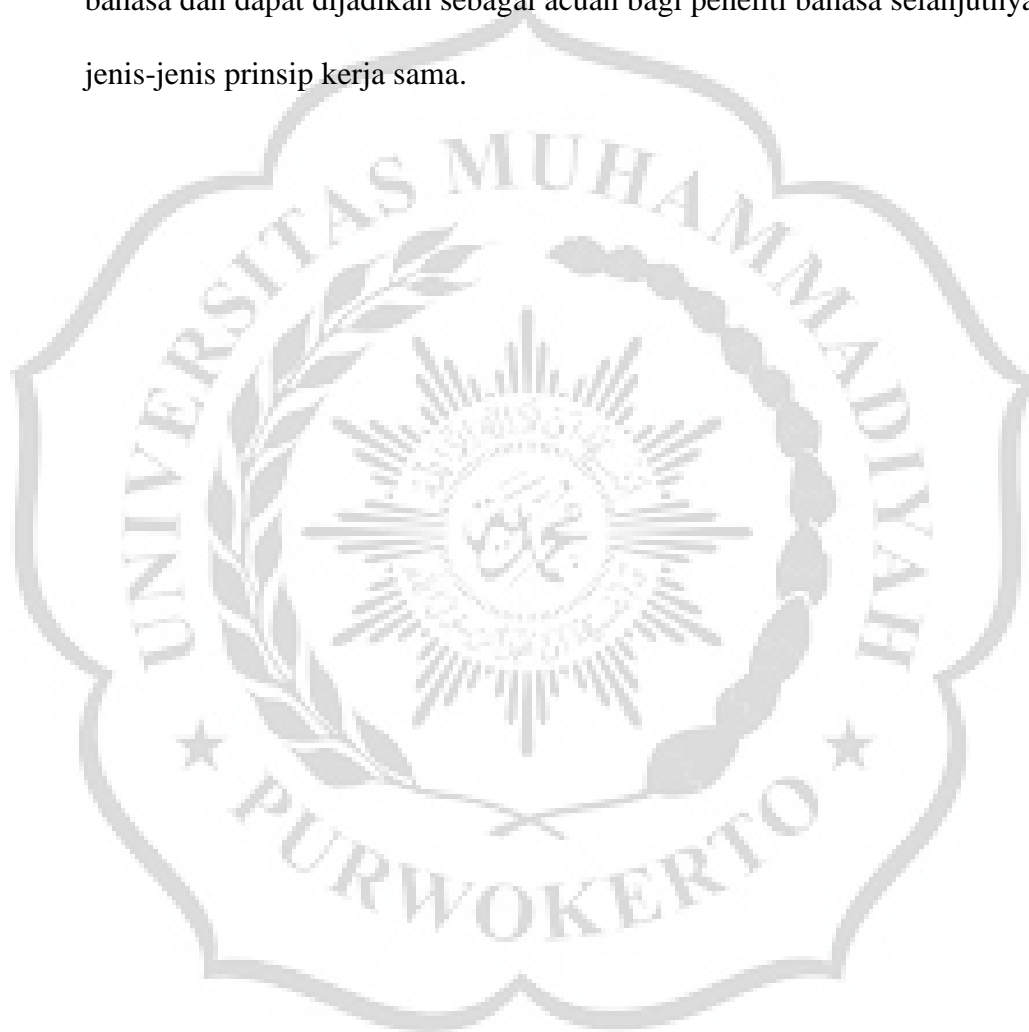 bahasa dan dapat dijadikan sebagai acuan bagi peneliti bahasa selanjutnya
jenis-jenis prinsip kerja sama.
UNIVERSITAS MUHAMMADIYAH
PURWOKERTO